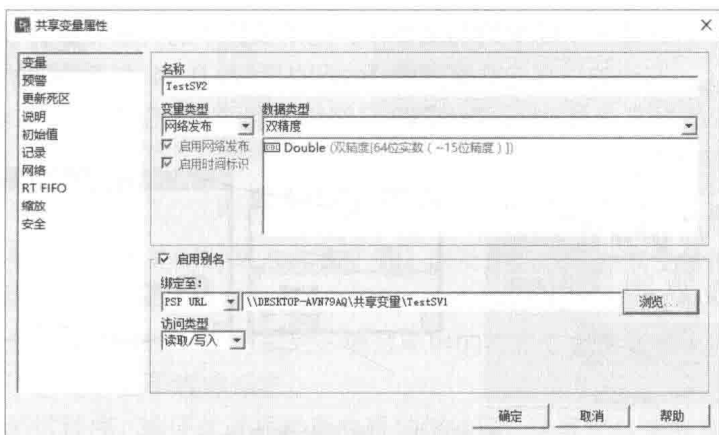 共享变量属性
变量
预警
更新死区
说明
初始值
记录
网络
RT FIFO
缩放
安全
名称
TestSV2
变量类型
数据类型
网络发布
双精度
启用网络发布
启用时间标识
Double (双精度[64位实数 ( ~15位精度 ) ])
启用别名
绑定至:
PSP URL
\\DESKTOP-AVN79AQ\共享变量\TestSV1
浏览...
访问类型
读取/写入
确定
取消
帮助